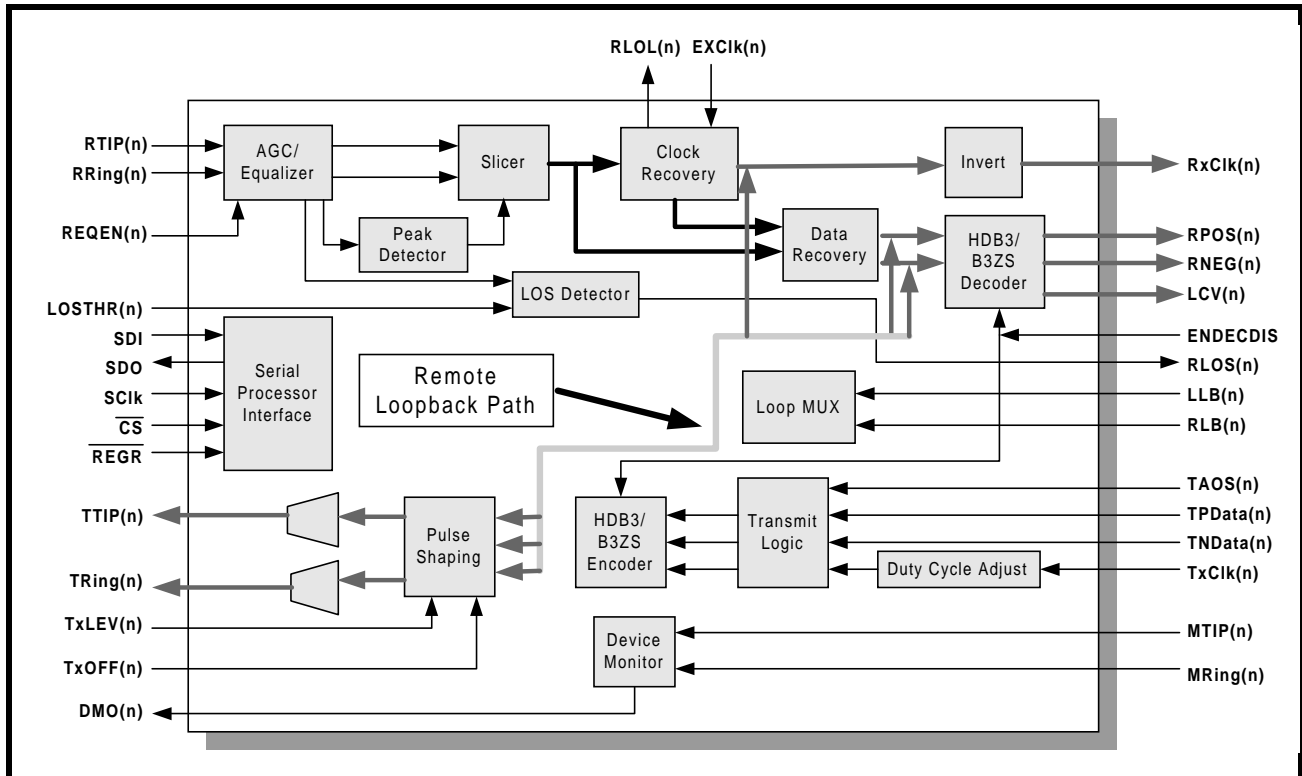 RLOL(n) EXClk(n)
RTIP(n)
RRing(n)
REQEN(n)
LOSTHR(n)
SDI
SDO
SClk
CS
REGR
TTIP(n)
TRing(n)
TxLEV(n)
TxOFF(n)
DMO(n)
AGC/
Equalizer
Peak
Detector
Slicer
LOS Detector
Clock
Recovery
Data
Recovery
Invert
HDB3/
B3ZS
Decoder
Serial
Processor
Interface
Remote
Loopback Path
Loop MUX
Pulse
Shaping
HDB3/
B3ZS
Encoder
Transmit
Logic
Duty Cycle Adjust
Device
Monitor
RxClk(n)
RPOS(n)
RNEG(n)
LCV(n)
ENDECDIS
RLOS(n)
LLB(n)
RLB(n)
TAOS(n)
TPData(n)
TNData(n)
TxClk(n)
MTIP(n)
MRing(n)